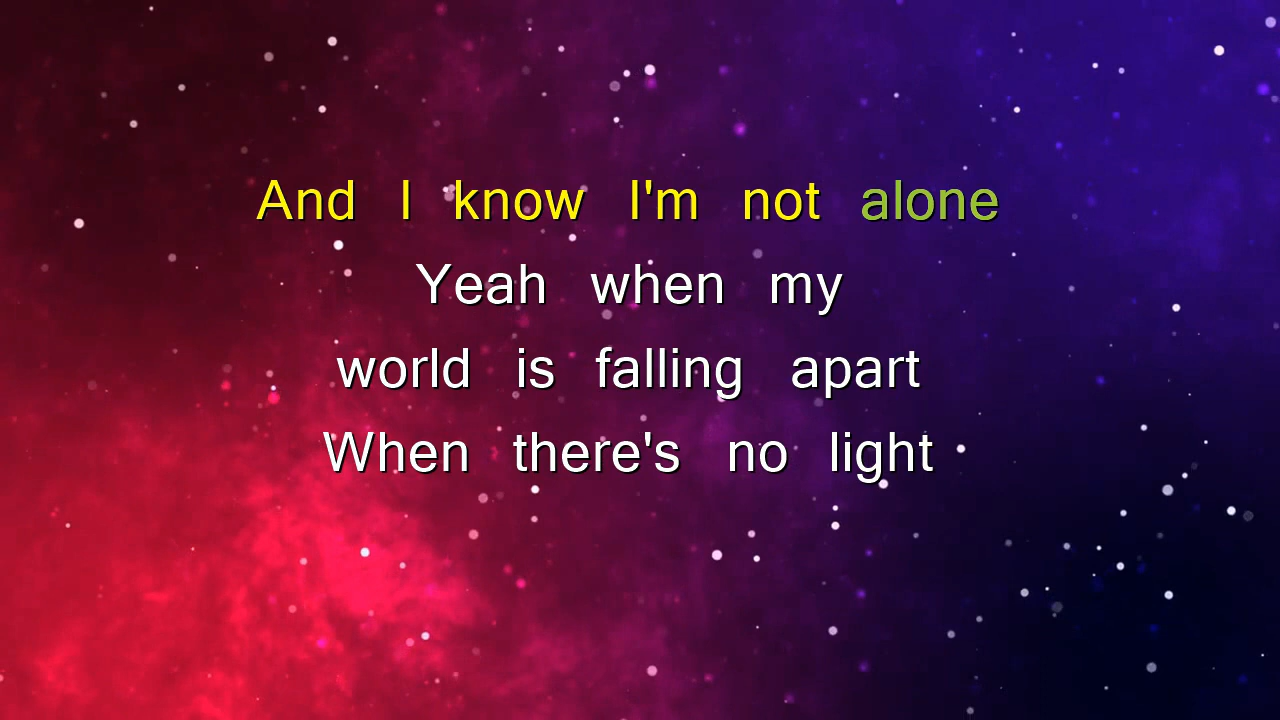 And I know I'm not alone
Yeah when my
world is falling apart
When there's no light